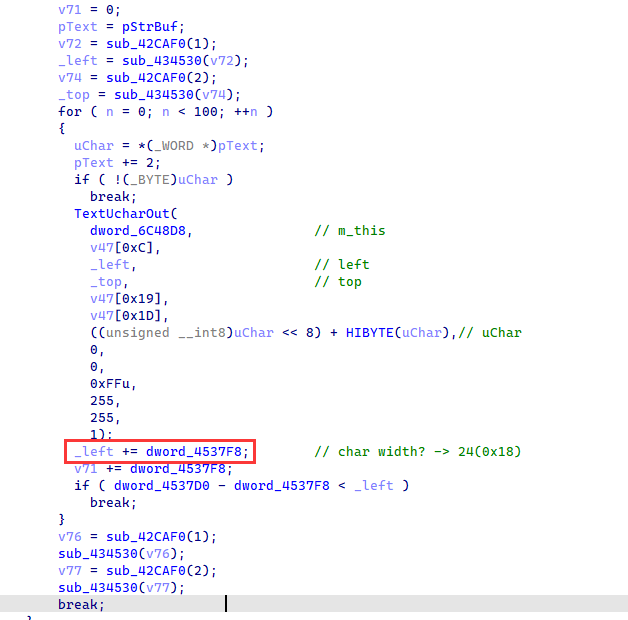 v71 = 0;
pText = pStrBuf;
v72 = sub_42CAF0(1);
_left = sub_434530(v72);
v74 = sub_42CAF0(2);
_top = sub_434530(v74);
for ( n = 0; n < 100; ++n )
{
uChar = *(_WORD *)pText;
pText += 2;
if ( !(_BYTE)uChar )
break;
TextUcharOut(
dword_6C48D8, // m_this
v47[0xC],
_left, // left
_top, // top
v47[0x19],
v47[0x1D],
((unsigned __int8)uChar << 8) + HIBYTE(uChar),// uChar
0,
0,
0xFFu,
255,
255,
1);
_left += dword_4537F8; // char width? -> 24(0x18)
v71 += dword_4537F8;
if ( dword_4537D0 - dword_4537F8 < _left )
break;
}
v76 = sub_42CAF0(1);
sub_434530(v76);
v77 = sub_42CAF0(2);
sub_434530(v77);
break;